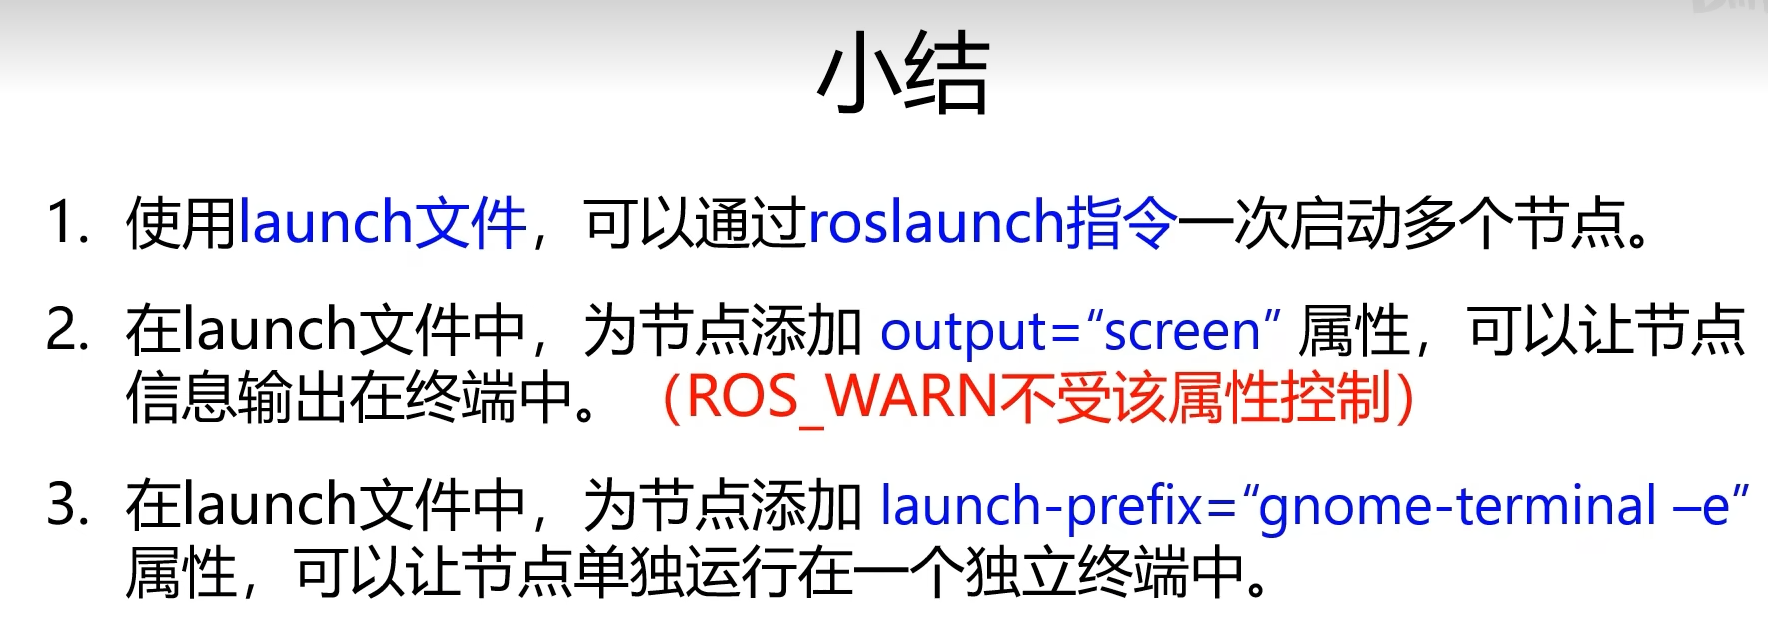 小结
1. 使用launch文件，可以通过roslaunch指令一次启动多个节点。
2. 在launch文件中，为节点添加 output=“screen” 属性，可以让节点
信息输出在终端中。（ROS_WARN不受该属性控制）
3. 在launch文件中，为节点添加 launch-prefix=“gnome-terminal –e”
属性，可以让节点单独运行在一个独立终端中。